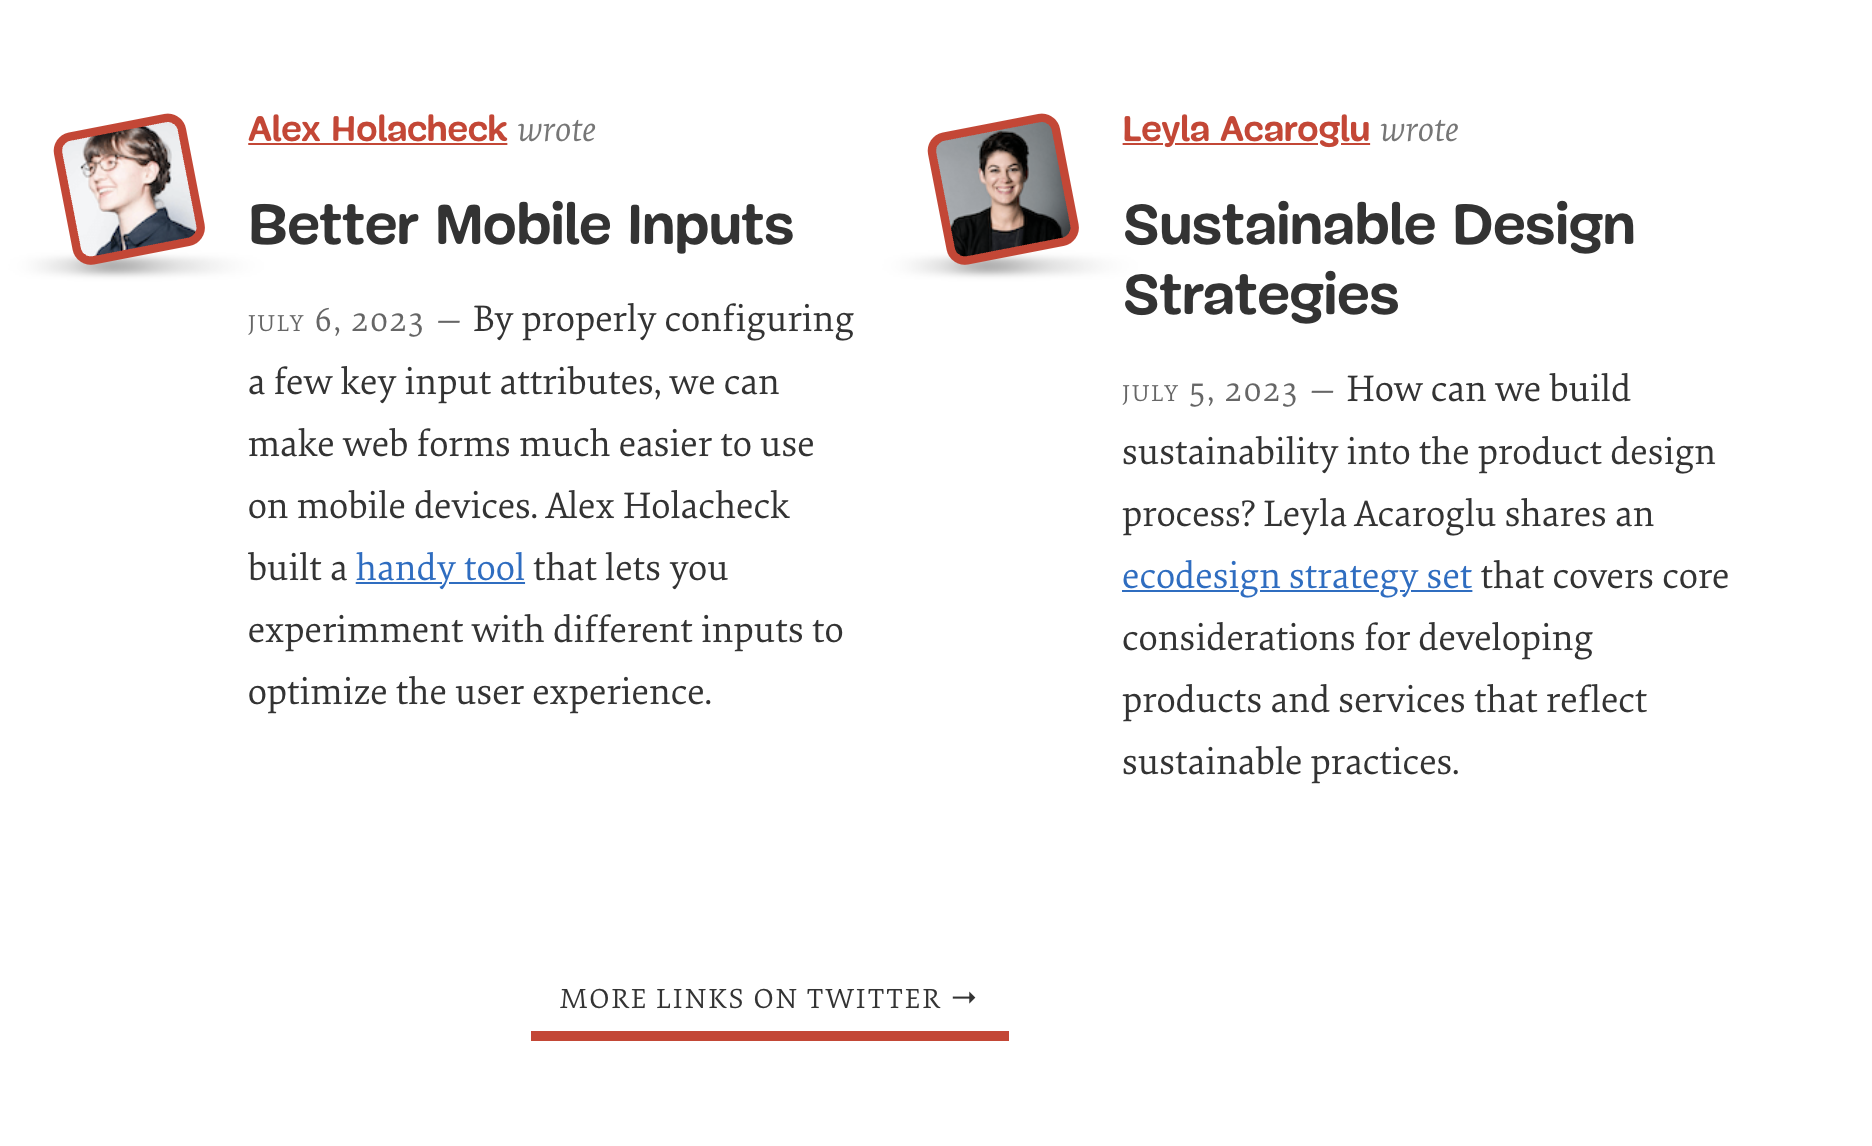 Alex Holacheck wrote
Better Mobile Inputs
JULY 6, 2023 — By properly configuring
a few key input attributes, we can
make web forms much easier to use
on mobile devices. Alex Holacheck
built a handy tool that lets you
experimment with different inputs to
optimize the user experience.
Leyla Acaroglu wrote
Sustainable Design
Strategies
JULY 5, 2023 — How can we build
sustainability into the product design
process? Leyla Acaroglu shares an
ecodesign strategy set that covers core
considerations for developing
products and services that reflect
sustainable practices.
MORE LINKS ON TWITTER →